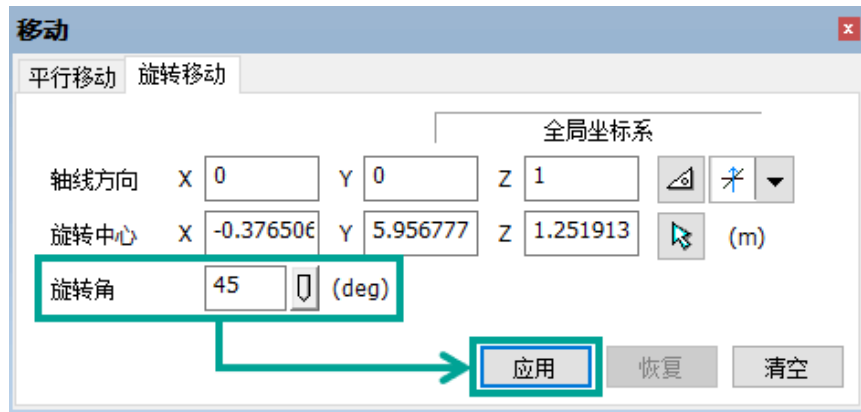 移动
平行移动 旋转移动
全局坐标系
轴线方向 X 0 Y 0 Z 1
旋转中心 X -0.376506 Y 5.956777 Z 1.251913 (m)
旋转角 45 (deg)
应用 恢复 清空